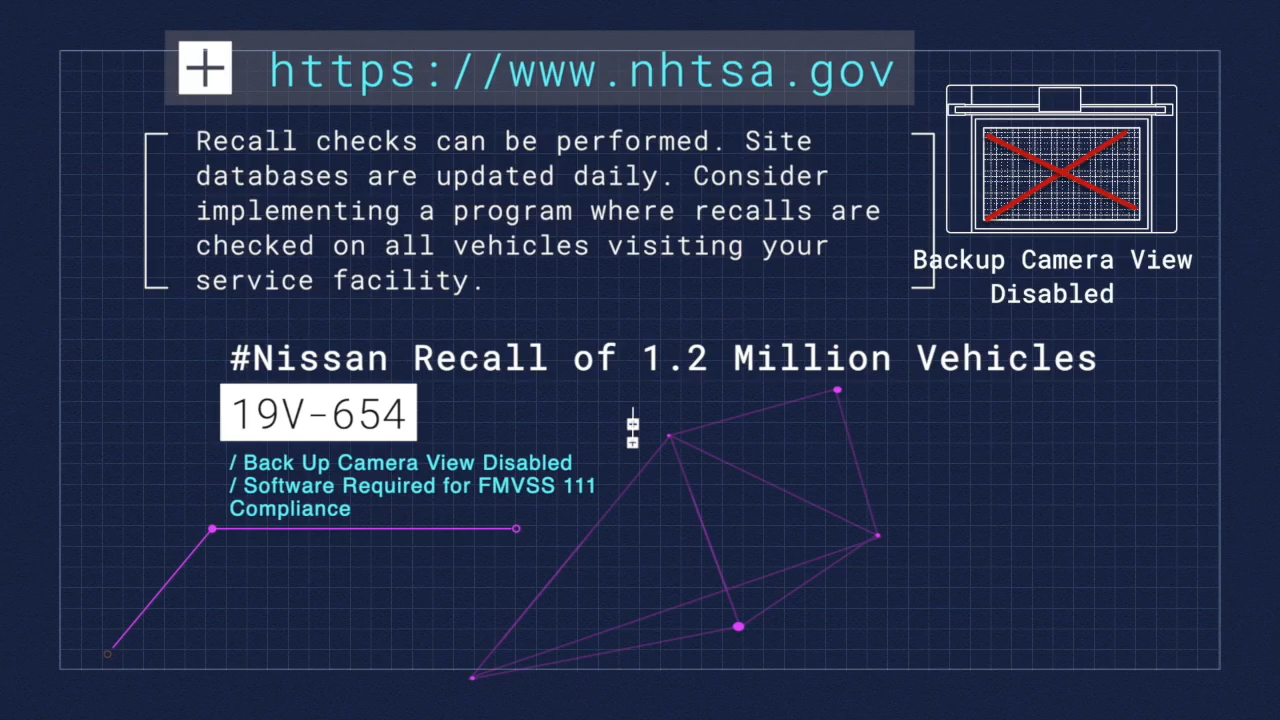 https://www.nhtsa.gov
Recall checks can be performed. Site
databases are updated daily. Consider
implementing a program where recalls are
checked on all vehicles visiting your
service facility.
Backup Camera View
Disabled
#Nissan Recall of 1.2 Million Vehicles
19V-654
/ Back Up Camera View Disabled
/ Software Required for FMVSS 111
Compliance